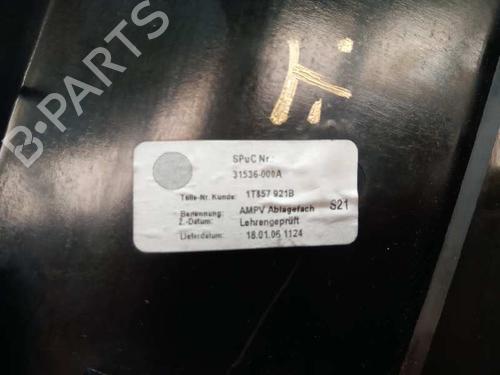 B-PARTS
SPuC Nr.:
31536-000A
Teile-Nr. Kunde: 1T857 921B
Benennung: AMPV Ablagefach S21
Z.-Datum: Lehrengeprüft
Lieferdatum: 18.01.06 1124